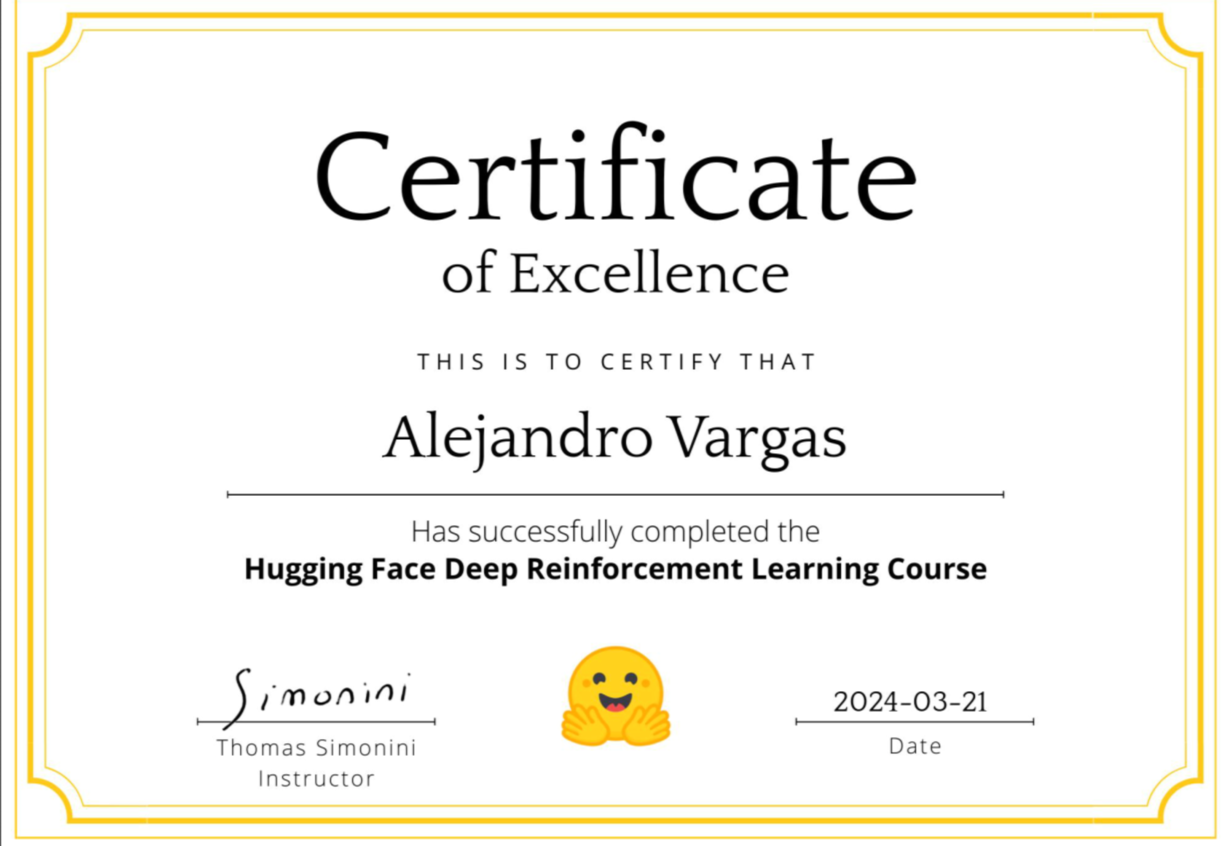 Certificate
of Excellence
THIS IS TO CERTIFY THAT
Alejandro Vargas
Has successfully completed the
Hugging Face Deep Reinforcement Learning Course
Simonini
Thomas Simonini
Instructor
2024-03-21
Date